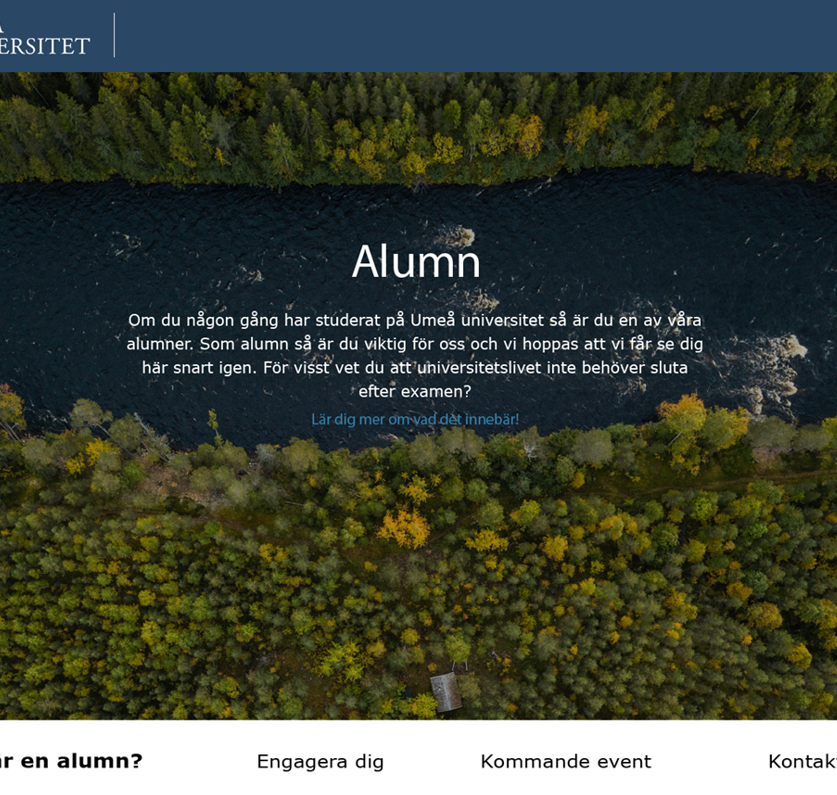 ERSITET
Alumn
Om du någon gång har studerat på Umeå universitet så är du en av våra
alumner. Som alumn så är du viktig för oss och vi hoppas att vi får se dig
här snart igen. För visst vet du att universitetslivet inte behöver sluta
efter examen?
Lär dig mer om vad det innebär!
är en alumn? Engagera dig Kommande event Kontak